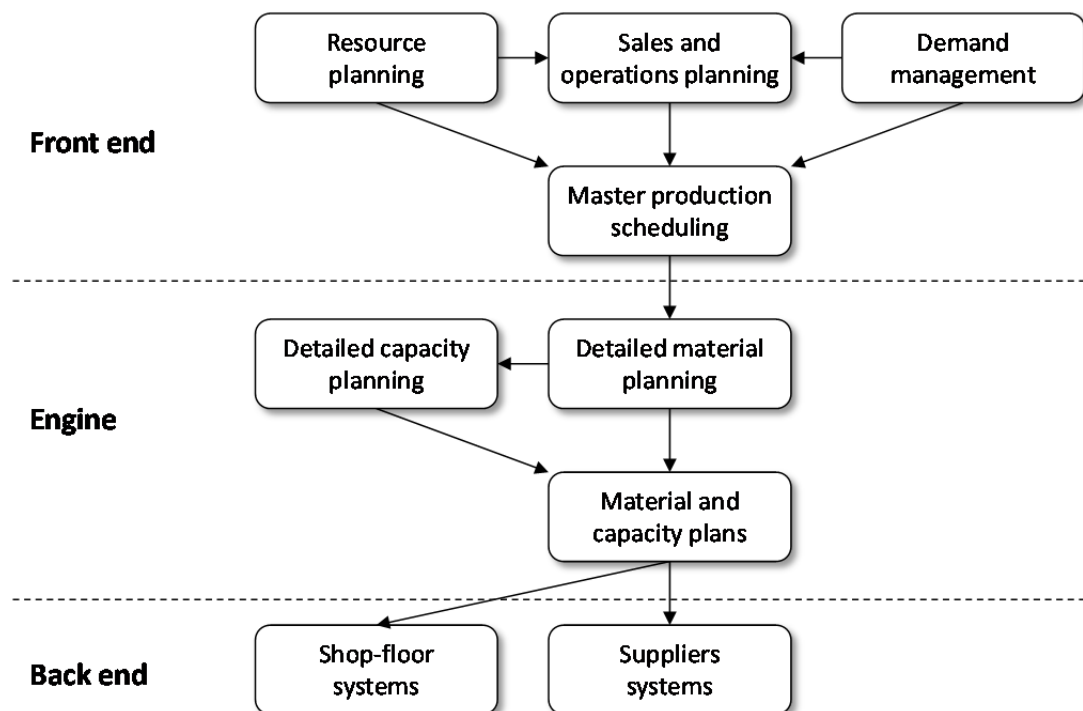 Resource
planning
Sales and
operations planning
Demand
management
Front end
Master production
scheduling
Detailed capacity
planning
Detailed material
planning
Engine
Material and
capacity plans
Back end
Shop-floor
systems
Suppliers
systems